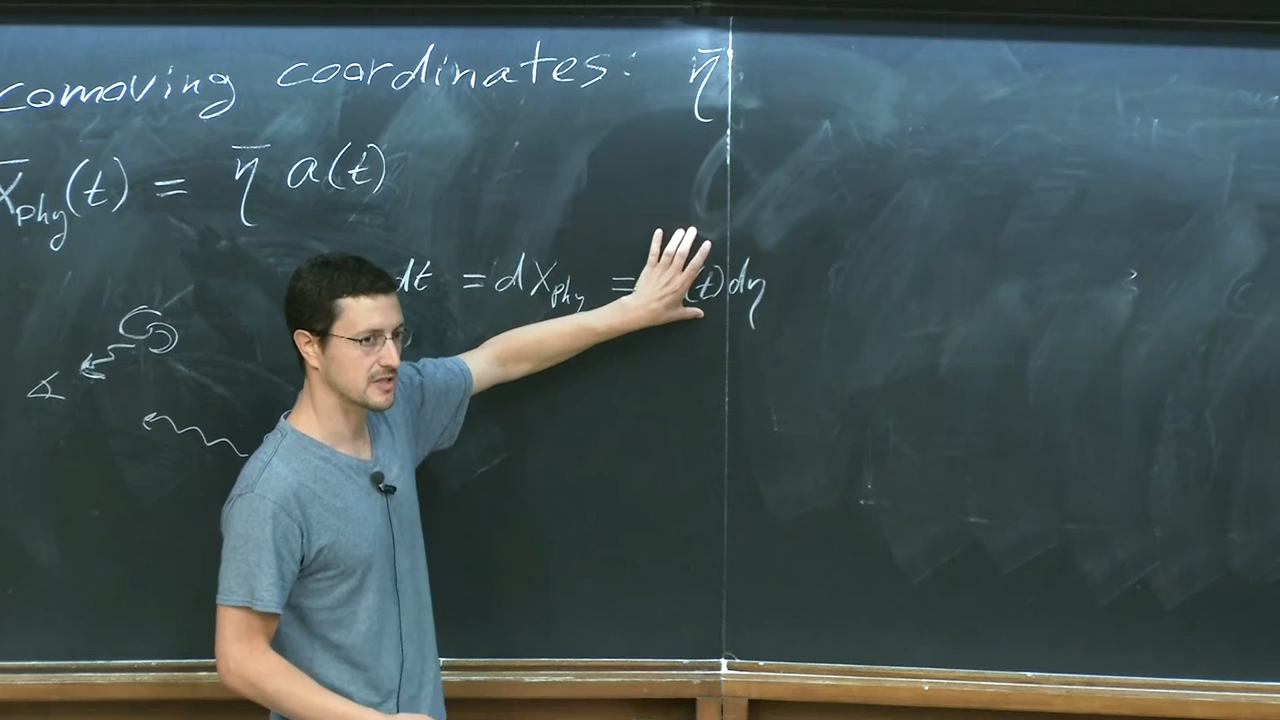 comoving coordinates: η̄
x̄phy(t) = η̄ a(t)
dt = dxphy = (t) dη